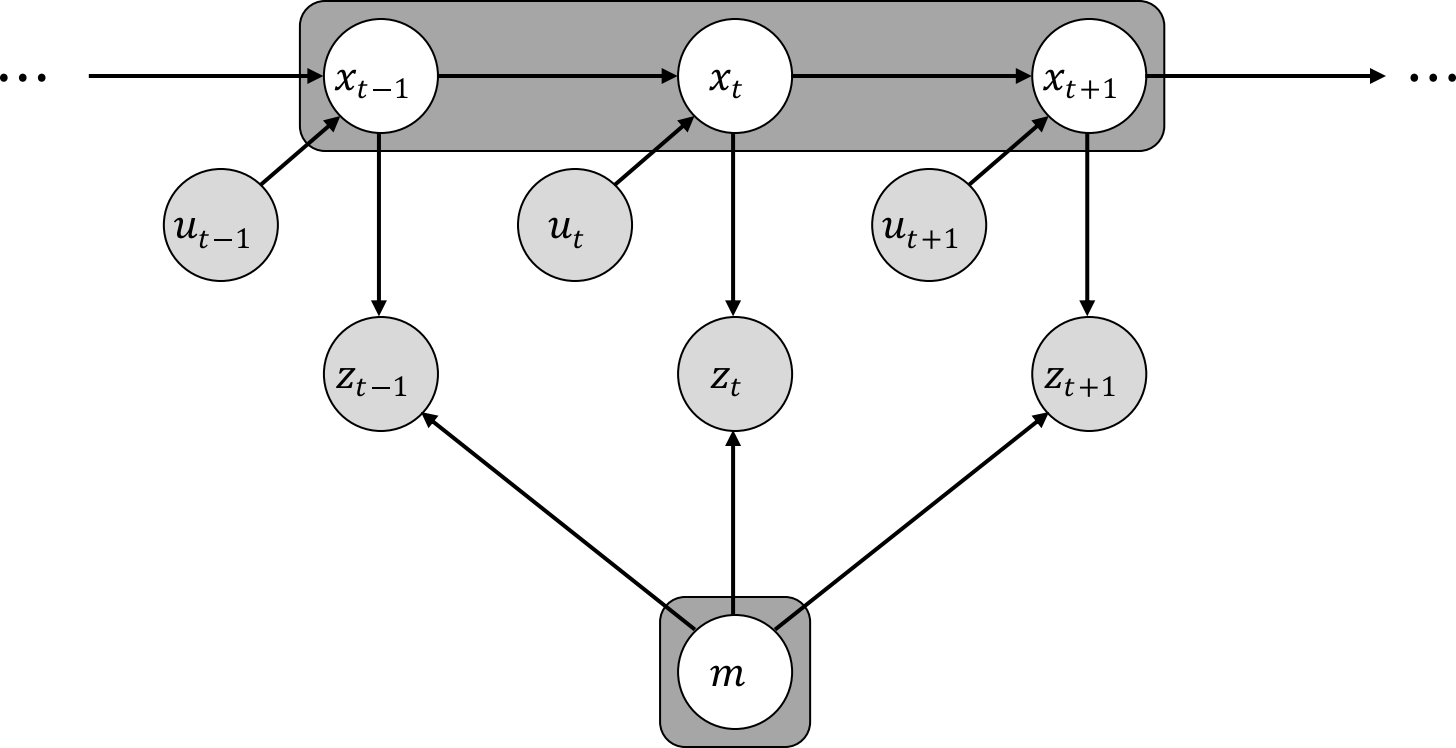 … x_{t−1} x_t x_{t+1} …
u_{t−1} u_t u_{t+1}
z_{t−1} z_t z_{t+1}
m